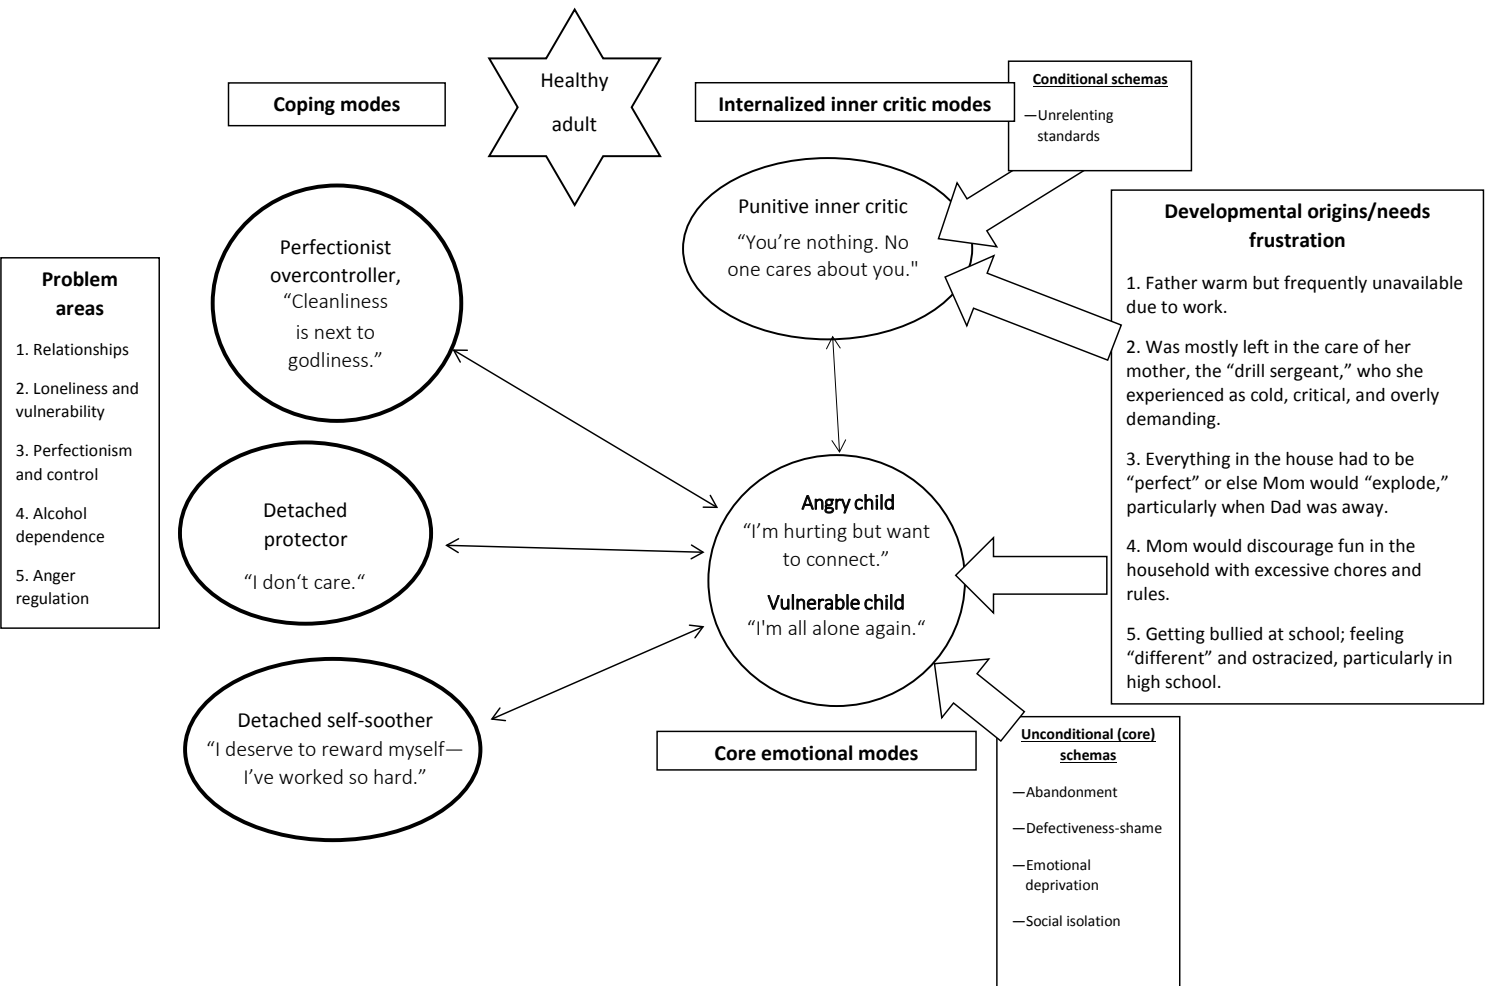 Healthy
adult
Coping modes
Internalized inner critic modes
Conditional schemas
—Unrelenting
standards
Problem
areas
1. Relationships
2. Loneliness and
vulnerability
3. Perfectionism
and control
4. Alcohol
dependence
5. Anger
regulation
Perfectionist
overcontroller,
“Cleanliness
is next to
godliness.”
Detached
protector
“I don‘t care.“
Detached self-soother
“I deserve to reward myself—
I’ve worked so hard.”
Punitive inner critic
“You’re nothing. No
one cares about you."
Angry child
“I’m hurting but want
to connect.”
Vulnerable child
“I'm all alone again.“
Core emotional modes
Developmental origins/needs
frustration
1. Father warm but frequently unavailable
due to work.
2. Was mostly left in the care of her
mother, the “drill sergeant,” who she
experienced as cold, critical, and overly
demanding.
3. Everything in the house had to be
“perfect” or else Mom would “explode,”
particularly when Dad was away.
4. Mom would discourage fun in the
household with excessive chores and
rules.
5. Getting bullied at school; feeling
“different” and ostracized, particularly in
high school.
Unconditional (core)
schemas
—Abandonment
—Defectiveness-shame
—Emotional
deprivation
—Social isolation